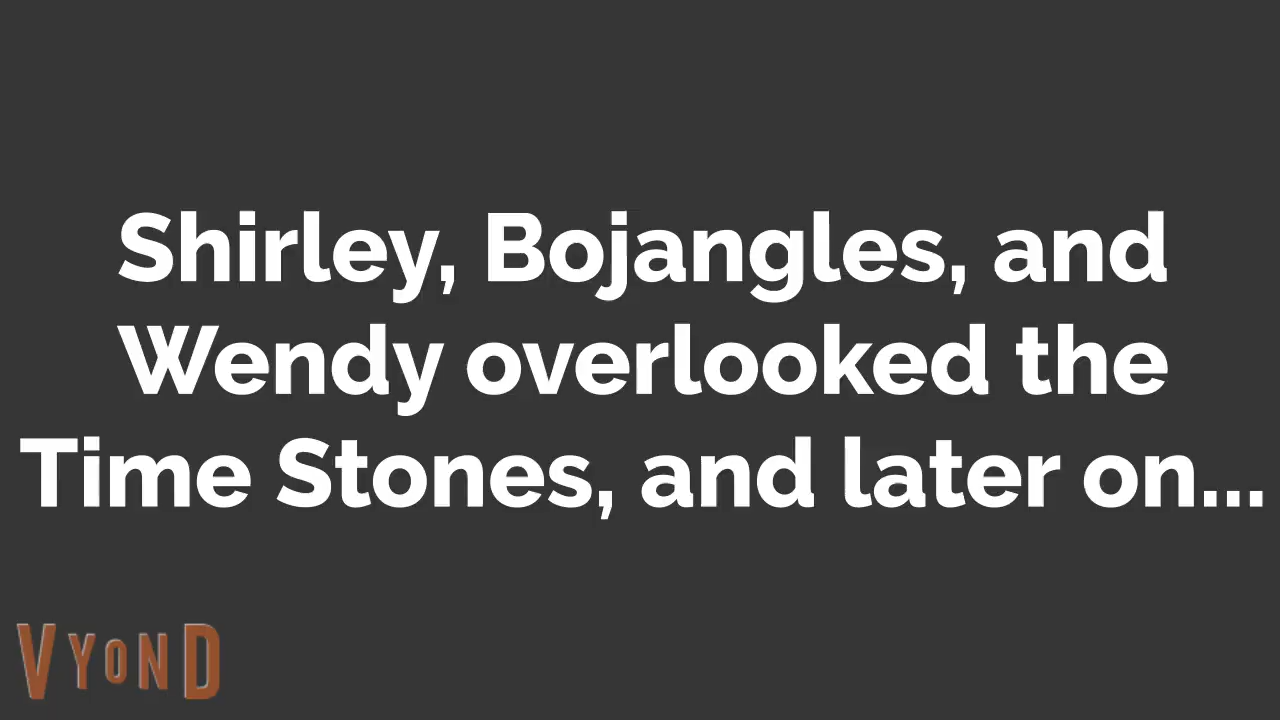 Shirley, Bojangles, and
Wendy overlooked the
Time Stones, and later on...
VYOND